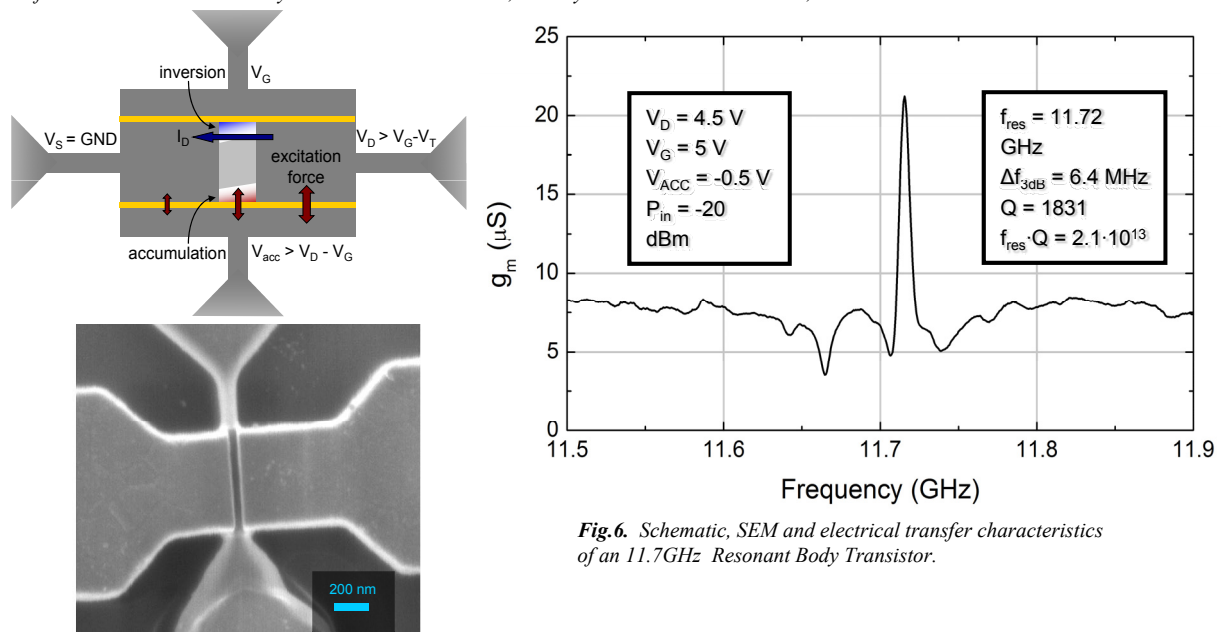 inversion
V_G
V_S = GND
I_D
V_D > V_G-V_T
excitation
force
accumulation
V_acc > V_D - V_G
200 nm
25
20
15
10
5
0
g_m (μS)
V_D = 4.5 V
V_G = 5 V
V_ACC = -0.5 V
P_in = -20
dBm
f_res = 11.72
GHz
Δf_3dB = 6.4 MHz
Q = 1831
f_res·Q = 2.1·10¹³
11.5 11.6 11.7 11.8 11.9
Frequency (GHz)
Fig.6. Schematic, SEM and electrical transfer characteristics
of an 11.7GHz Resonant Body Transistor.